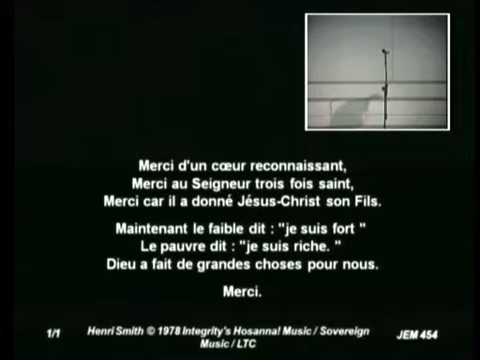 Merci d'un cœur reconnaissant,
Merci au Seigneur trois fois saint,
Merci car il a donné Jésus-Christ son Fils.
Maintenant le faible dit : "je suis fort "
Le pauvre dit : "je suis riche. "
Dieu a fait de grandes choses pour nous.
Merci.
1/1
Henri Smith © 1978 Integrity's Hosanna! Music / Sovereign
Music / LTC
JEM 454